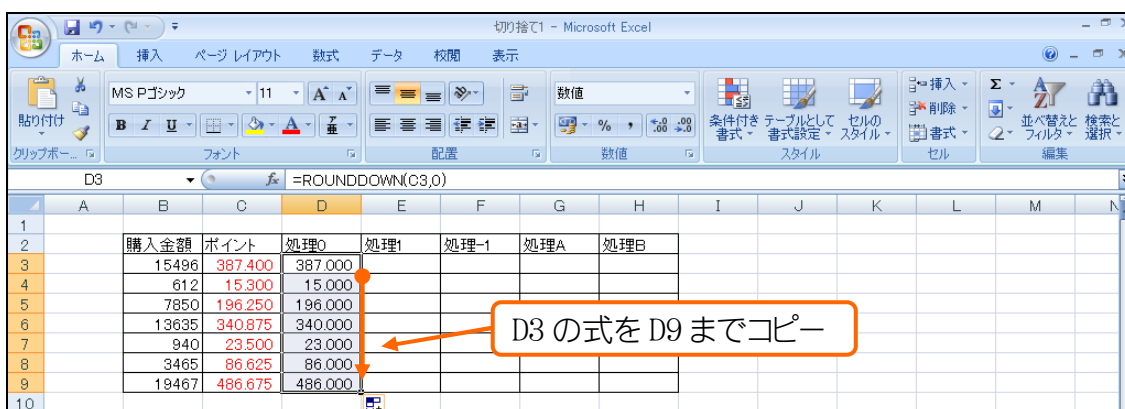 切り捨て1 - Microsoft Excel
ホーム 挿入 ページ レイアウト 数式 データ 校閲 表示
MS Pゴシック 11 A A 数値
貼り付け B I U A 亜 % , .0 .00 .00 .0 条件付き書式 テーブルとして書式設定 セルのスタイル 挿入 削除 書式 Σ 並べ替えとフィルタ 検索と選択
クリップボー... フォント 配置 数値 スタイル セル 編集
D3 fx =ROUNDDOWN(C3,0)
A B C D E F G H I J K L M N
1
2 購入金額 ポイント 処理0 処理1 処理-1 処理A 処理B
3 15496 387.400 387.000
4 612 15.300 15.000
5 7850 196.250 196.000
6 13635 340.875 340.000
7 940 23.500 23.000
8 3465 86.625 86.000
9 19467 486.675 486.000
10
D3 の式を D9 までコピー